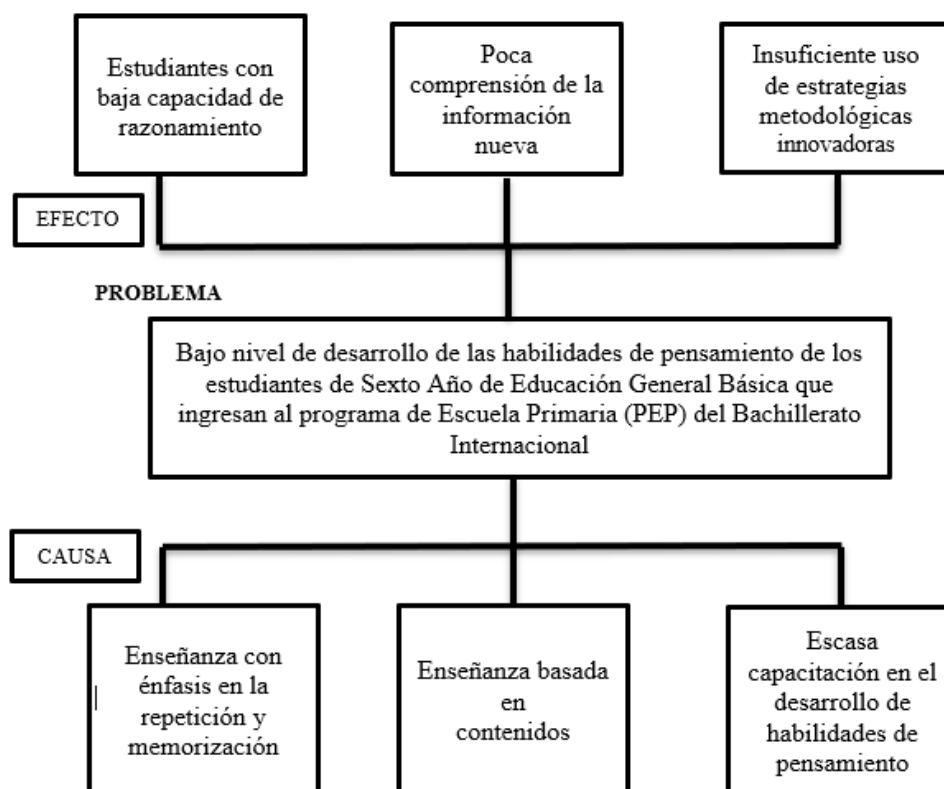 Estudiantes con
baja capacidad de
razonamiento
Poca
comprensión de la
información
nueva
Insuficiente uso
de estrategias
metodológicas
innovadoras
EFECTO
PROBLEMA
Bajo nivel de desarrollo de las habilidades de pensamiento de los
estudiantes de Sexto Año de Educación General Básica que
ingresan al programa de Escuela Primaria (PEP) del Bachillerato
Internacional
CAUSA
Enseñanza con
énfasis en la
repetición y
memorización
Enseñanza basada
en
contenidos
Escasa
capacitación en el
desarrollo de
habilidades de
pensamiento